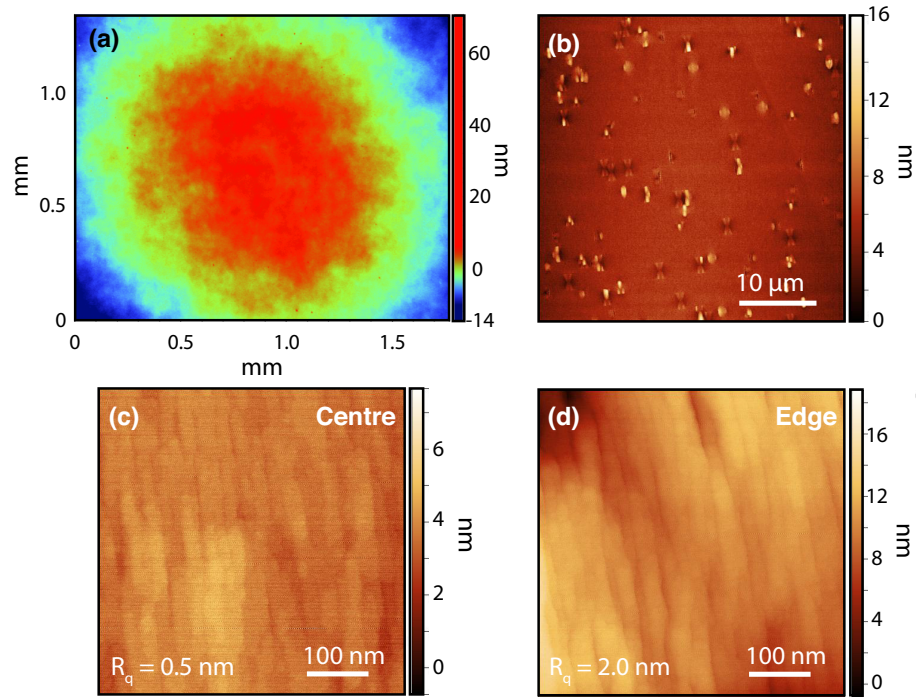 (a)
mm
1.0
0.5
0
0
0.5
1.0
1.5
mm
60
40
20
0
-14
nm
(b)
10 µm
16
12
8
4
0
nm
(c)
Centre
R_q = 0.5 nm
100 nm
6
4
2
0
nm
(d)
Edge
R_q = 2.0 nm
100 nm
16
12
8
4
0
nm